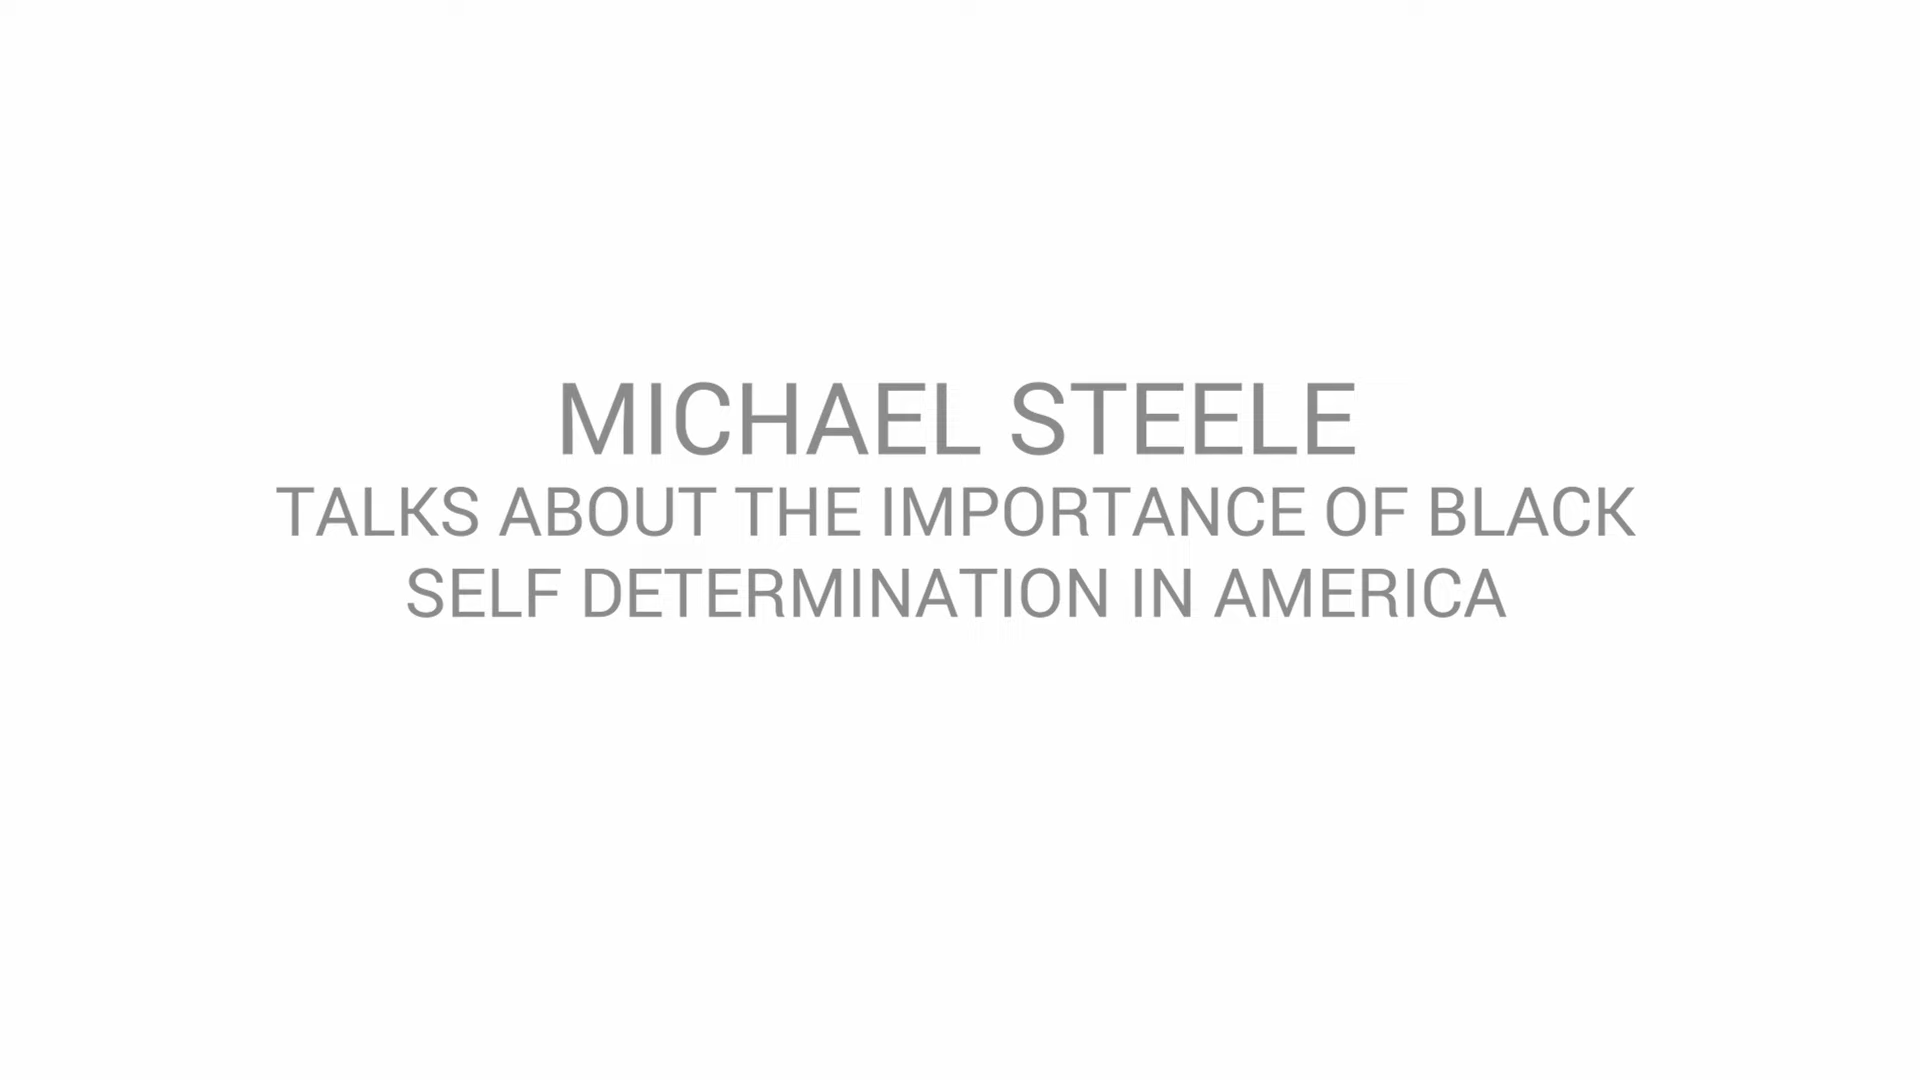 MICHAEL STEELE
TALKS ABOUT THE IMPORTANCE OF BLACK
SELF DETERMINATION IN AMERICA